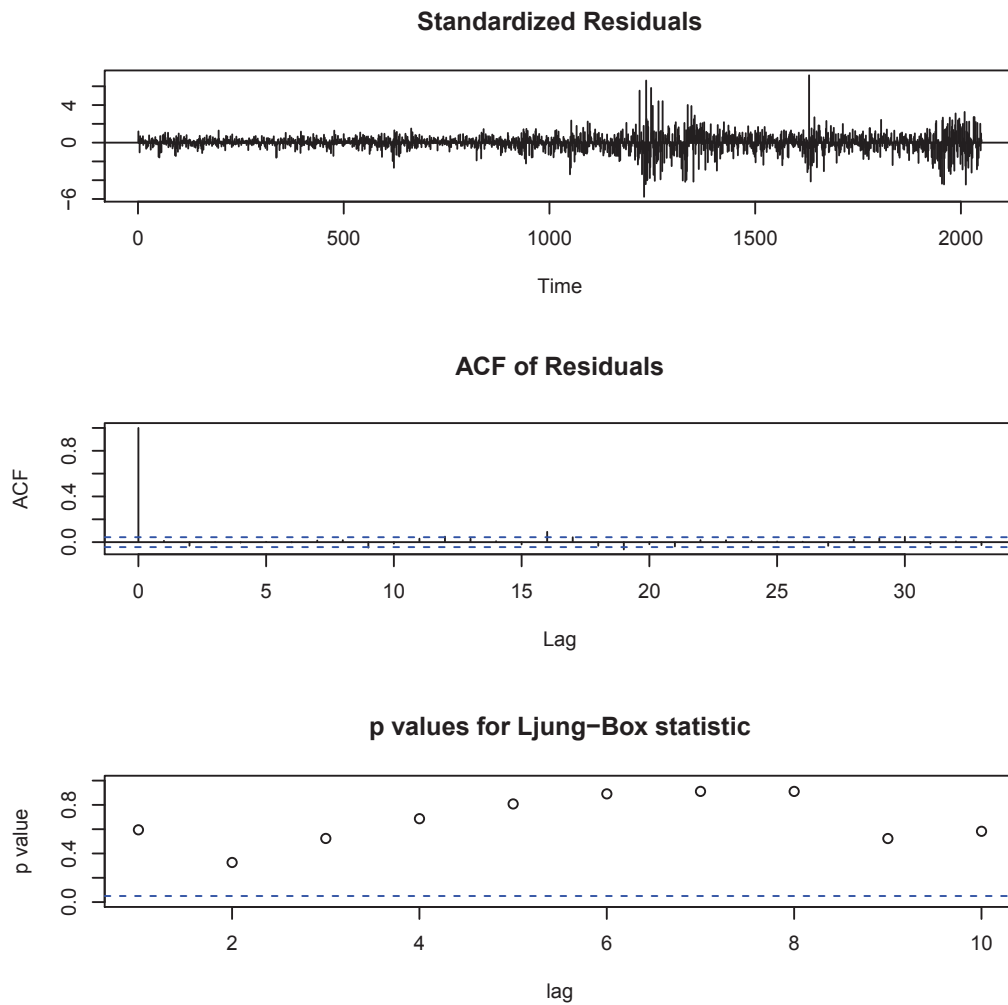 Standardized Residuals
4
0
−6
0 500 1000 1500 2000
Time
ACF of Residuals
ACF
0.8
0.4
0.0
0 5 10 15 20 25 30
Lag
p values for Ljung−Box statistic
p value
0.8
0.4
0.0
2 4 6 8 10
lag